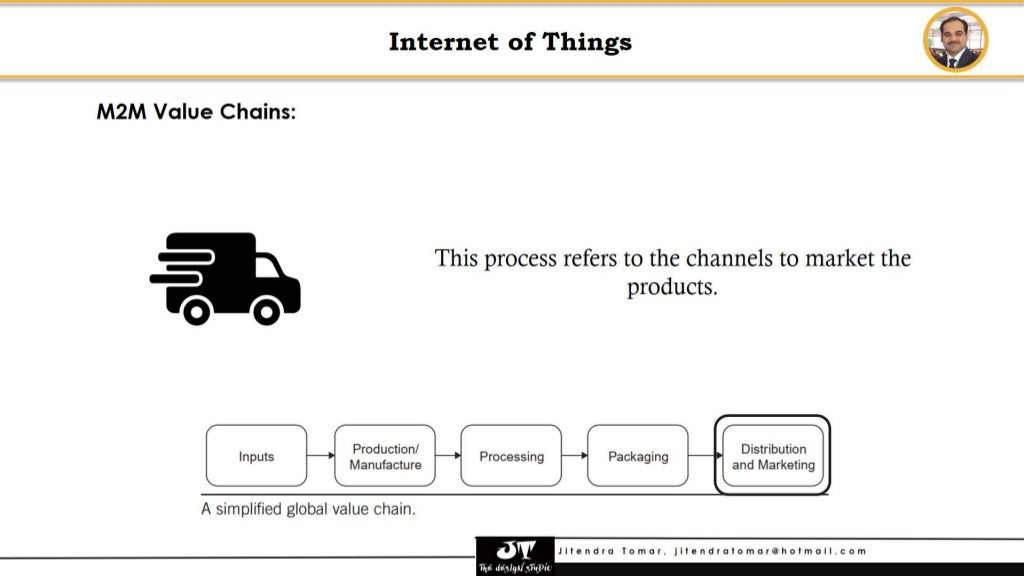 Internet of Things
M2M Value Chains:
This process refers to the channels to market the
products.
Inputs
Production/
Manufacture
Processing
Packaging
Distribution
and Marketing
A simplified global value chain.
JT
The design studio
Jitendra Tomar, jitendratomar@hotmail.com